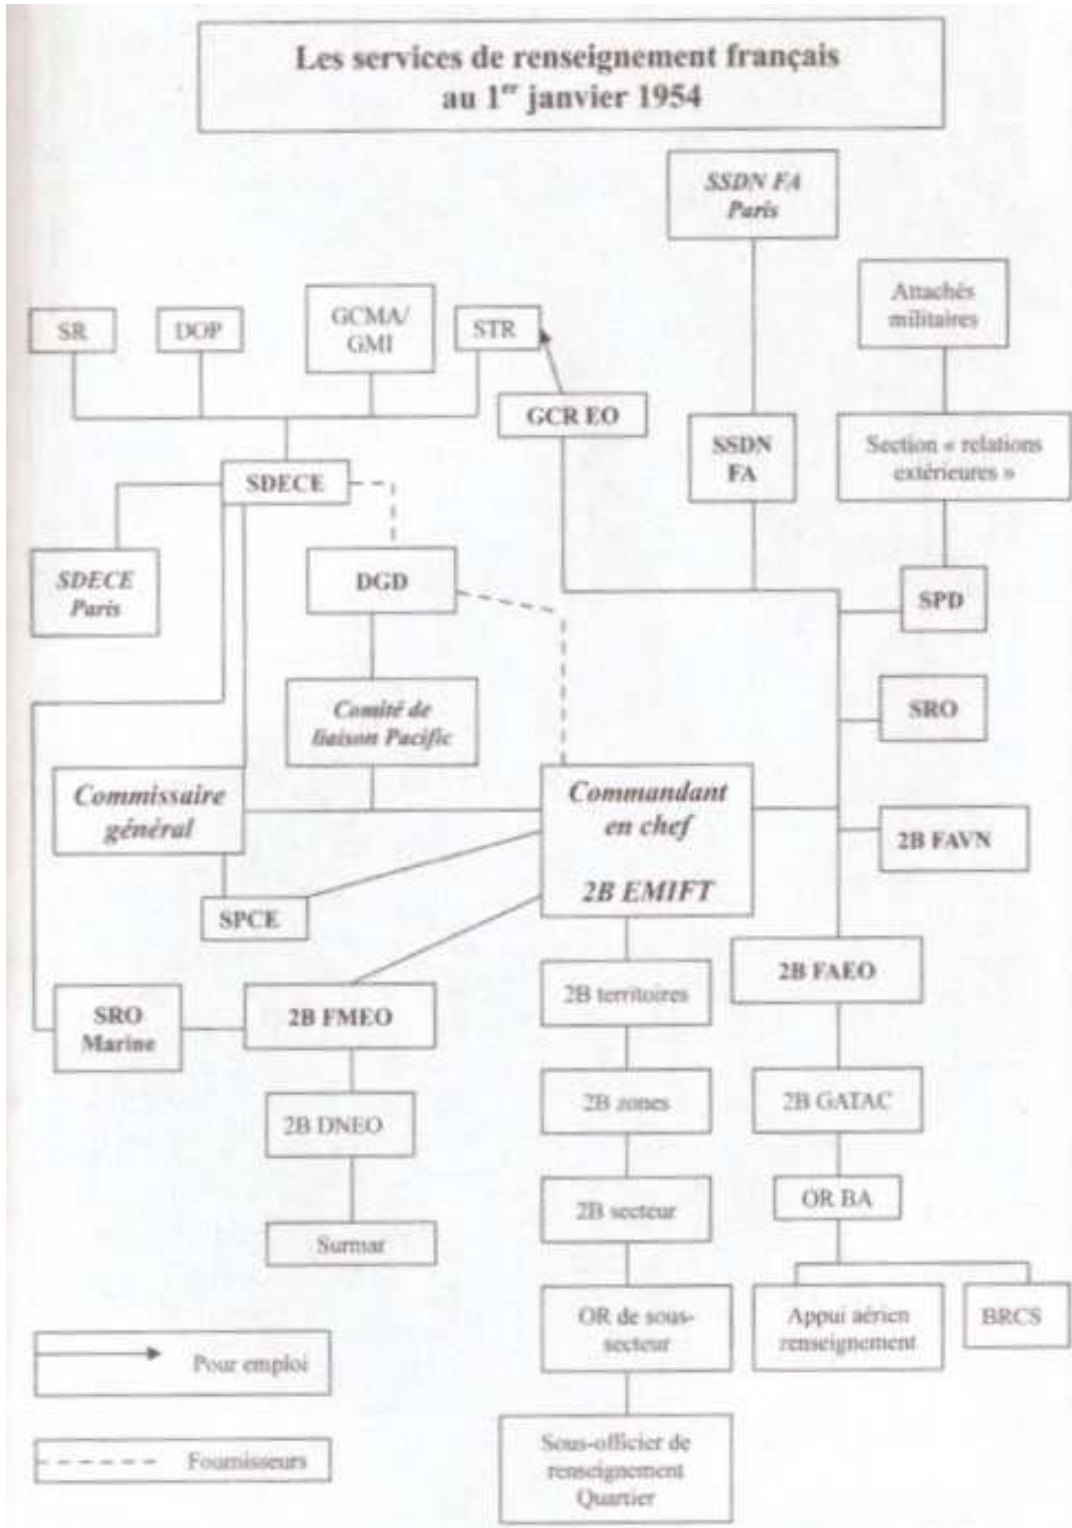 Les services de renseignement français
au 1er janvier 1954
SSDN FA
Paris
Attachés
militaires
SR
DOP
GCMA/
GMI
STR
GCR EO
SSDN
FA
Section « relations
extérieures »
SDECE
SDECE
Paris
DGD
SPD
Comité de
liaison Pacific
SRO
Commissaire
général
Commandant
en chef
2B EMIFT
2B FAVN
SPCE
2B FAEO
2B territoires
SRO
Marine
2B FMEO
2B zones
2B GATAC
2B DNEO
2B secteur
OR BA
Surmar
OR de sous-
secteur
Appui aérien
renseignement
BRCS
Pour emploi
Fournisseurs
Sous-officier de
renseignement
Quartier